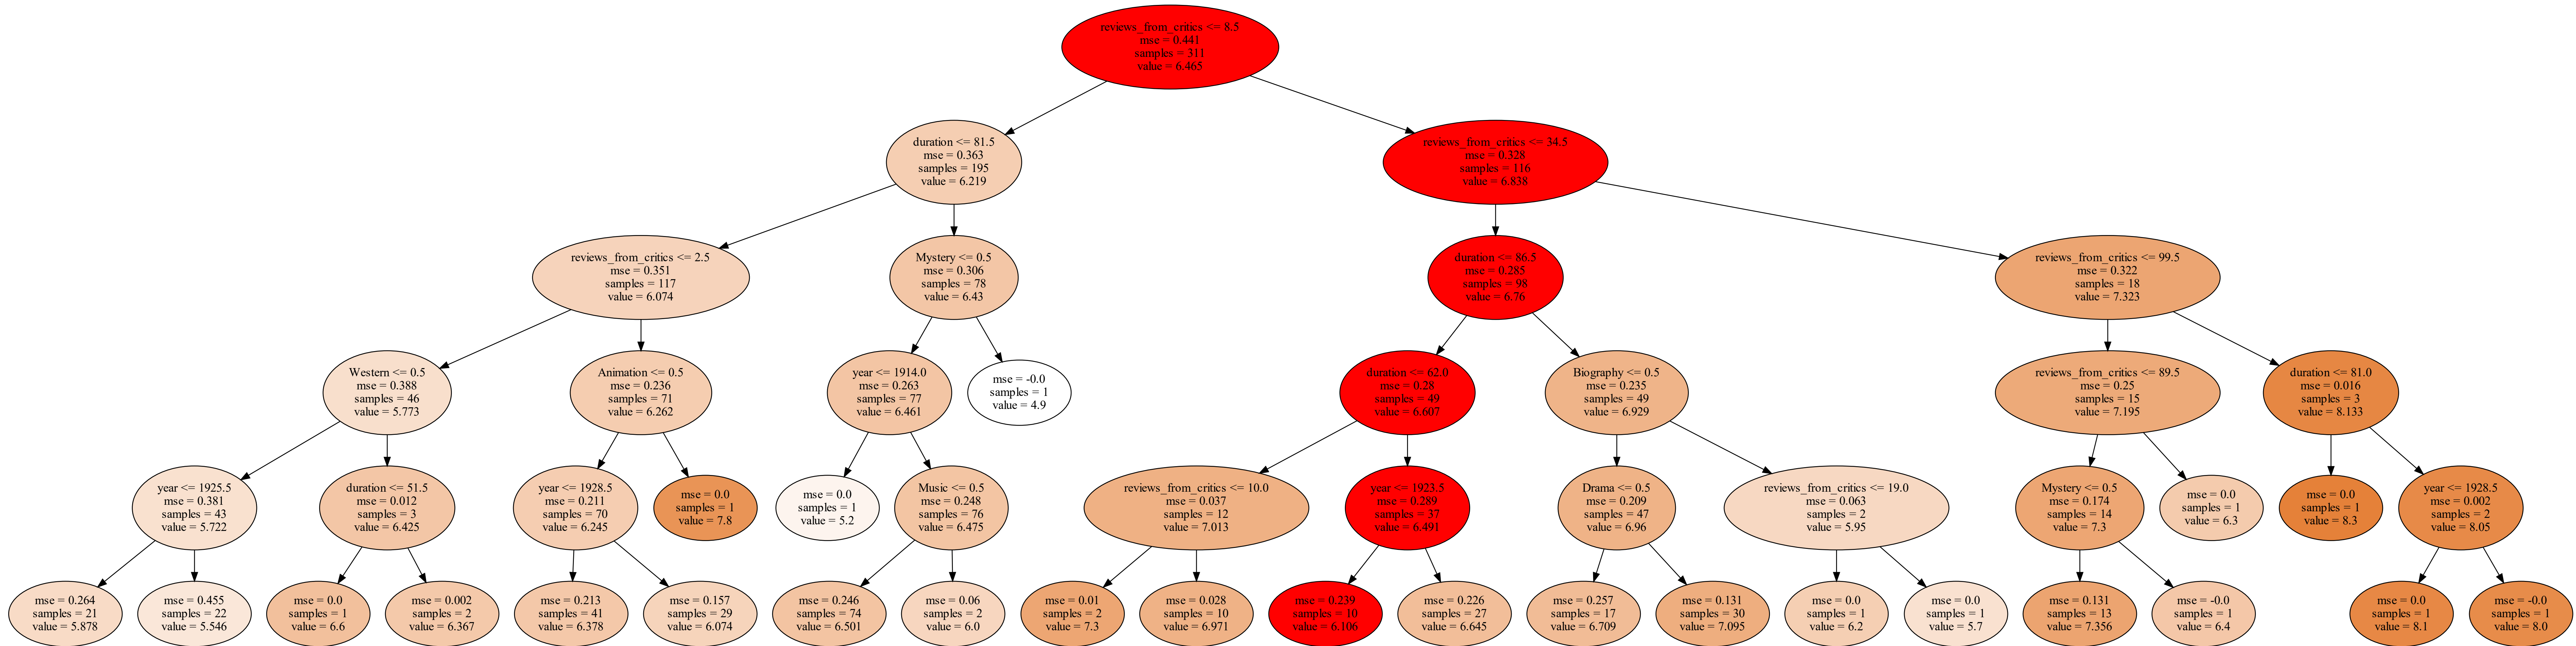 reviews_from_critics <= 8.5
mse = 0.441
samples = 311
value = 6.465
duration <= 81.5
mse = 0.363
samples = 195
value = 6.219
reviews_from_critics <= 34.5
mse = 0.328
samples = 116
value = 6.838
reviews_from_critics <= 2.5
mse = 0.351
samples = 117
value = 6.074
Mystery <= 0.5
mse = 0.306
samples = 78
value = 6.43
duration <= 86.5
mse = 0.285
samples = 98
value = 6.76
reviews_from_critics <= 99.5
mse = 0.322
samples = 18
value = 7.323
Western <= 0.5
mse = 0.388
samples = 46
value = 5.773
Animation <= 0.5
mse = 0.236
samples = 71
value = 6.262
year <= 1914.0
mse = 0.263
samples = 77
value = 6.461
mse = -0.0
samples = 1
value = 4.9
duration <= 62.0
mse = 0.28
samples = 49
value = 6.607
Biography <= 0.5
mse = 0.235
samples = 49
value = 6.929
reviews_from_critics <= 89.5
mse = 0.25
samples = 15
value = 7.195
duration <= 81.0
mse = 0.016
samples = 3
value = 8.133
year <= 1925.5
mse = 0.381
samples = 43
value = 5.722
duration <= 51.5
mse = 0.012
samples = 3
value = 6.425
year <= 1928.5
mse = 0.211
samples = 70
value = 6.245
mse = 0.0
samples = 1
value = 7.8
mse = 0.0
samples = 1
value = 5.2
Music <= 0.5
mse = 0.248
samples = 76
value = 6.475
reviews_from_critics <= 10.0
mse = 0.037
samples = 12
value = 7.013
year <= 1923.5
mse = 0.289
samples = 37
value = 6.491
Drama <= 0.5
mse = 0.209
samples = 47
value = 6.96
reviews_from_critics <= 19.0
mse = 0.063
samples = 2
value = 5.95
Mystery <= 0.5
mse = 0.174
samples = 14
value = 7.3
mse = 0.0
samples = 1
value = 6.3
mse = 0.0
samples = 1
value = 8.3
year <= 1928.5
mse = 0.002
samples = 2
value = 8.05
mse = 0.264
samples = 21
value = 5.878
mse = 0.455
samples = 22
value = 5.546
mse = 0.0
samples = 1
value = 6.6
mse = 0.002
samples = 2
value = 6.367
mse = 0.213
samples = 41
value = 6.378
mse = 0.157
samples = 29
value = 6.074
mse = 0.246
samples = 74
value = 6.501
mse = 0.06
samples = 2
value = 6.0
mse = 0.01
samples = 2
value = 7.3
mse = 0.028
samples = 10
value = 6.971
mse = 0.239
samples = 10
value = 6.106
mse = 0.226
samples = 27
value = 6.645
mse = 0.257
samples = 17
value = 6.709
mse = 0.131
samples = 30
value = 7.095
mse = 0.0
samples = 1
value = 6.2
mse = 0.0
samples = 1
value = 5.7
mse = 0.131
samples = 13
value = 7.356
mse = -0.0
samples = 1
value = 6.4
mse = 0.0
samples = 1
value = 8.1
mse = -0.0
samples = 1
value = 8.0